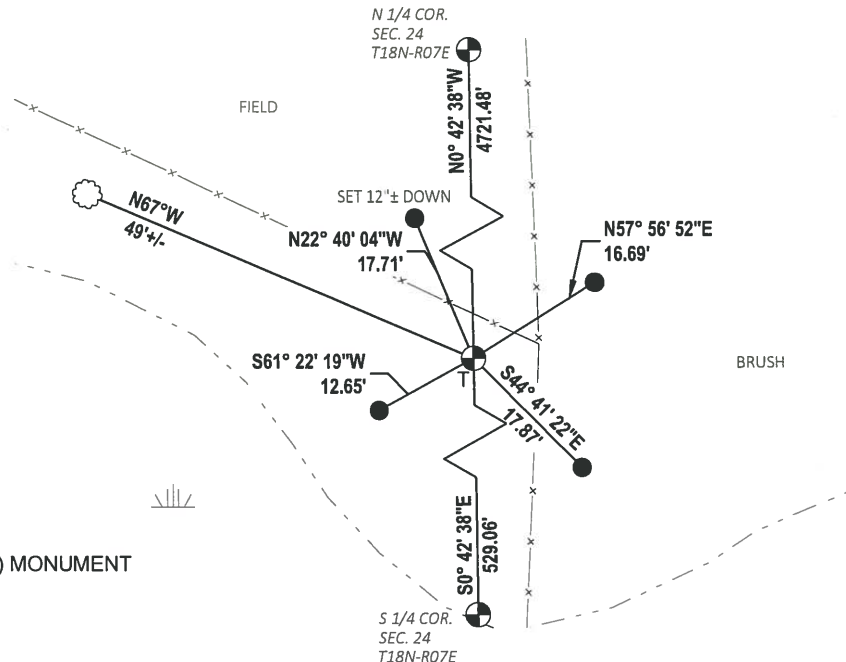 N 1/4 COR.
SEC. 24
T18N-R07E
FIELD
N0° 42' 38"W
4721.48'
SET 12"± DOWN
N67°W
49'+/-
N22° 40' 04"W
17.71'
N57° 56' 52"E
16.69'
S61° 22' 19"W
12.65'
T
S44° 41' 22"E
17.87'
BRUSH
S0° 42' 38"E
529.06'
) MONUMENT
S 1/4 COR.
SEC. 24
T18N-R07E